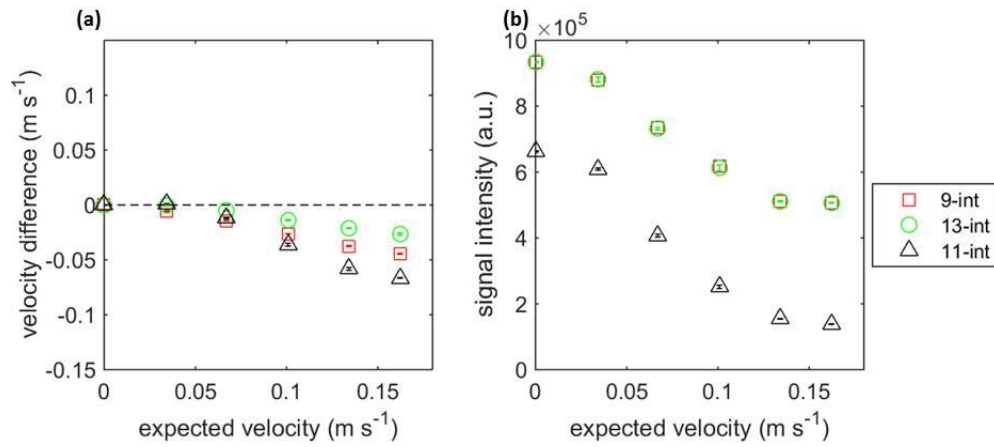 (a)
velocity difference (m s⁻¹)
0.1
0.05
0
-0.05
-0.1
-0.15
0
0.05
0.1
0.15
expected velocity (m s⁻¹)
(b)
×10⁵
signal intensity (a.u.)
10
8
6
4
2
0
0
0.05
0.1
0.15
expected velocity (m s⁻¹)
9-int
13-int
11-int